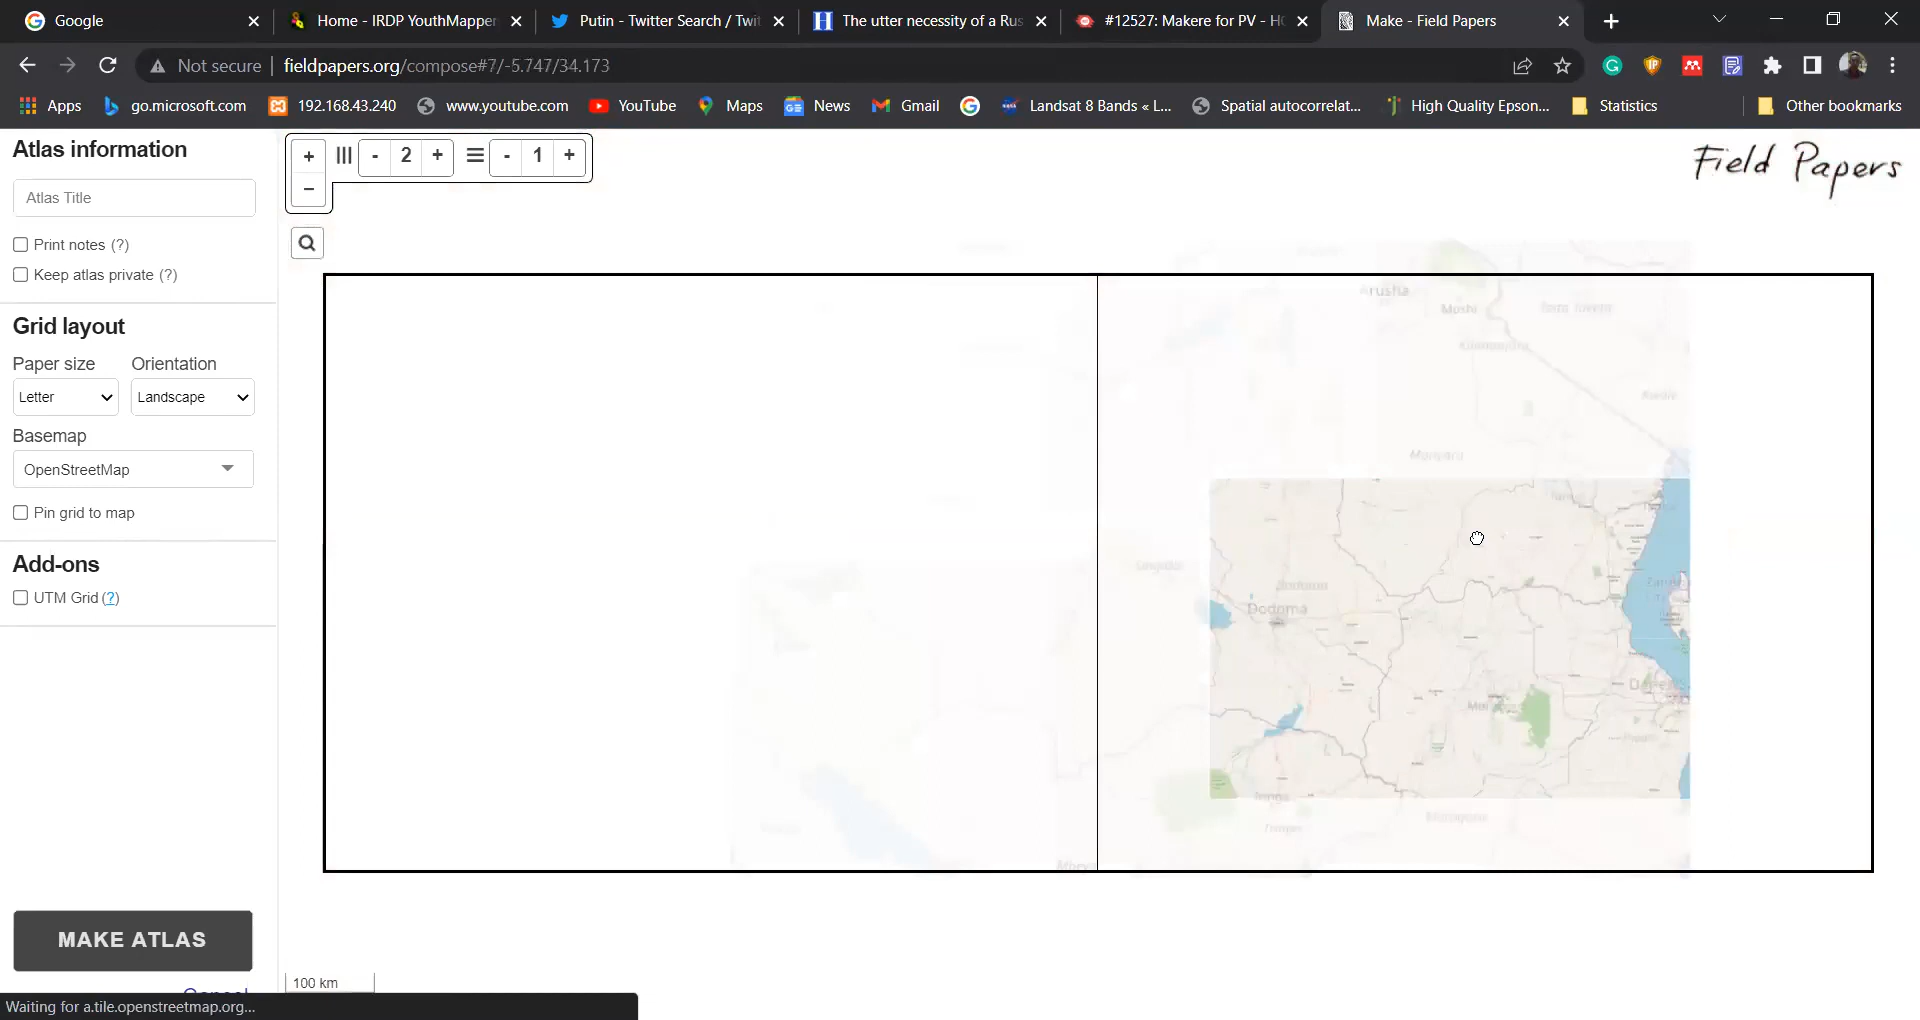 Google
Home - IRDP YouthMapper
Putin - Twitter Search / Twit
The utter necessity of a Rus
#12527: Makere for PV - HO
Make - Field Papers
Not secure
fieldpapers.org/compose#7/-5.747/34.173
Apps
go.microsoft.com
192.168.43.240
www.youtube.com
YouTube
Maps
News
Gmail
Landsat 8 Bands « L...
Spatial autocorrelat...
High Quality Epson...
Statistics
Other bookmarks
Atlas information
Atlas Title
Print notes (?)
Keep atlas private (?)
Grid layout
Paper size
Orientation
Letter
Landscape
Basemap
OpenStreetMap
Pin grid to map
Add-ons
UTM Grid (?)
MAKE ATLAS
Cancel
Waiting for a.tile.openstreetmap.org...
+
−
- 2 +
- 1 +
Field Papers
Arusha
Moshi
Dodoma
Dodoma
Iringa
Morogoro
100 km